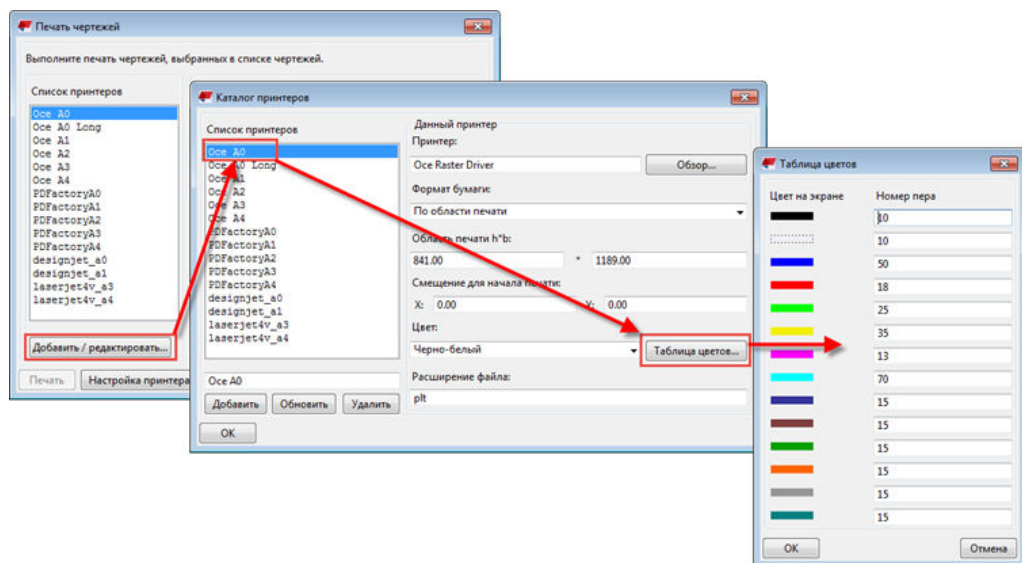 Печать чертежей
Выполните печать чертежей, выбранных в списке чертежей.
Список принтеров
Oce A0
Oce A0 Long
Oce A1
Oce A2
Oce A3
Oce A4
PDFactoryA0
PDFactoryA1
PDFactoryA2
PDFactoryA3
PDFactoryA4
designjet_a0
designjet_a1
laserjet4v_a3
laserjet4v_a4
Добавить / редактировать...
Печать
Настройка принтера
Каталог принтеров
Список принтеров
Oce A0
Oce A0 Long
Oce A1
Oce A2
Oce A3
Oce A4
PDFactoryA0
PDFactoryA1
PDFactoryA2
PDFactoryA3
PDFactoryA4
designjet_a0
designjet_a1
laserjet4v_a3
laserjet4v_a4
Oce A0
Добавить
Обновить
Удалить
OK
Данный принтер
Принтер:
Oce Raster Driver
Обзор...
Формат бумаги:
По области печати
Область печати h*b:
841.00 * 1189.00
Смещение для начала печати:
X: 0.00 Y: 0.00
Цвет:
Черно-белый
Таблица цветов...
Расширение файла:
plt
Таблица цветов
Цвет на экране Номер пера
10
10
50
18
25
35
13
70
15
15
15
15
15
15
OK
Отмена